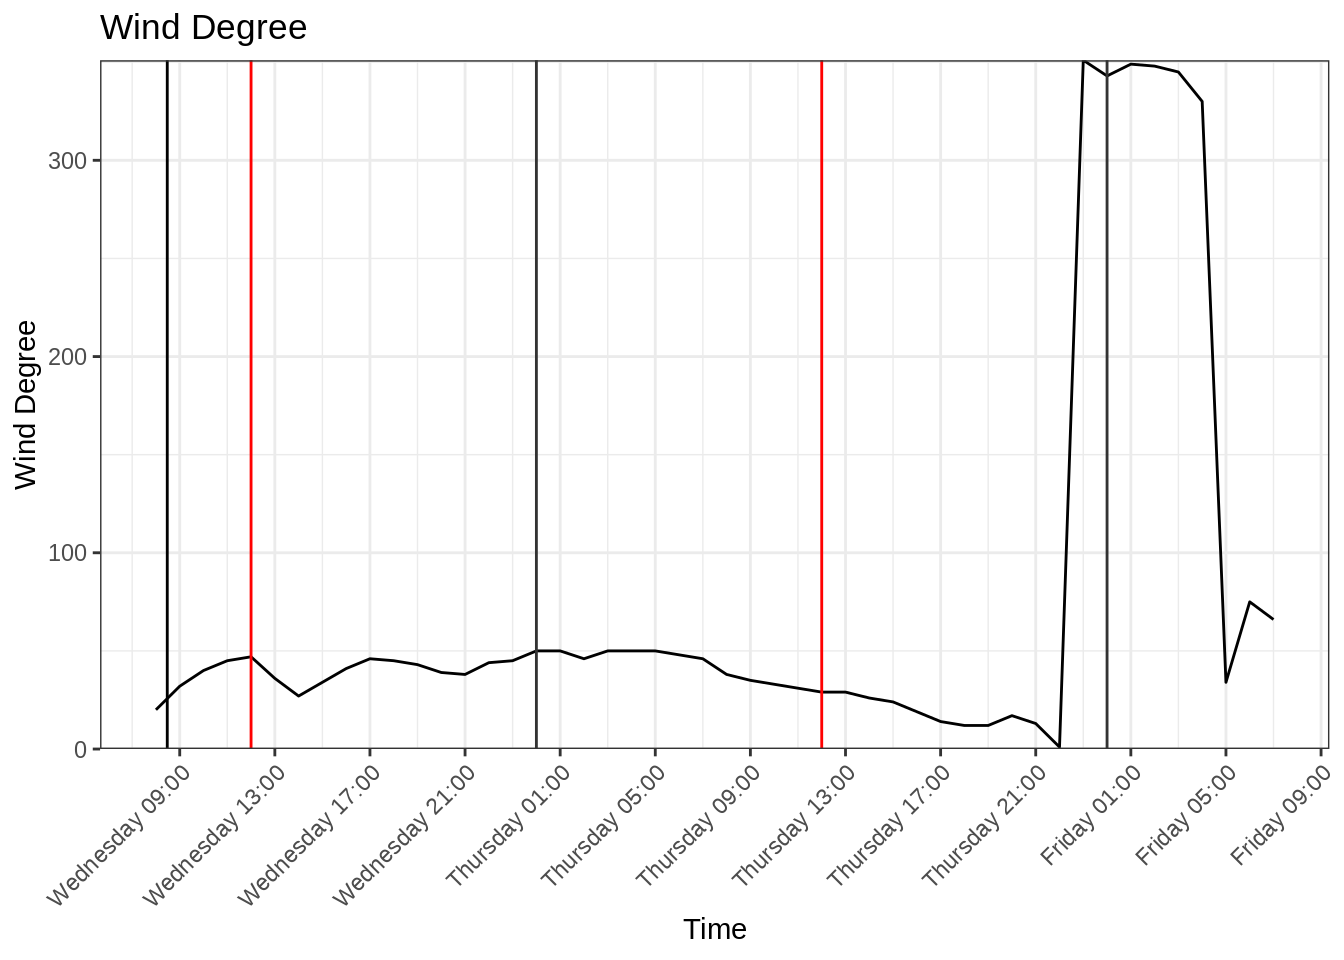 Wind Degree
Wind Degree
300
200
100
0
Wednesday 09:00
Wednesday 13:00
Wednesday 17:00
Wednesday 21:00
Thursday 01:00
Thursday 05:00
Thursday 09:00
Thursday 13:00
Thursday 17:00
Thursday 21:00
Friday 01:00
Friday 05:00
Friday 09:00
Time